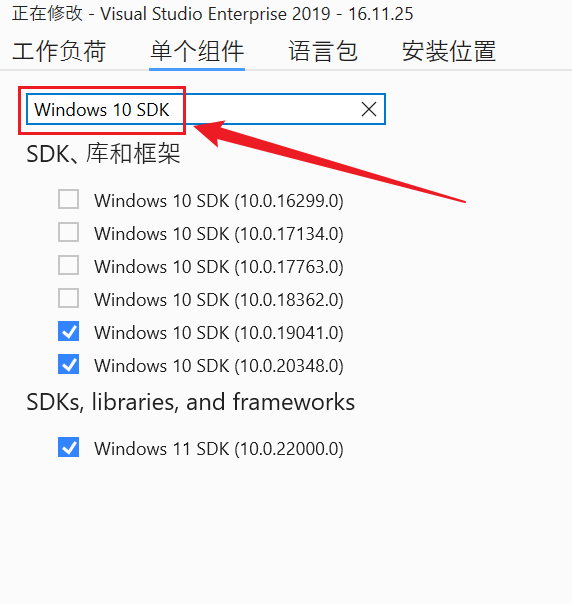 正在修改 - Visual Studio Enterprise 2019 - 16.11.25
工作负荷 单个组件 语言包 安装位置
Windows 10 SDK
SDK、库和框架
Windows 10 SDK (10.0.16299.0)
Windows 10 SDK (10.0.17134.0)
Windows 10 SDK (10.0.17763.0)
Windows 10 SDK (10.0.18362.0)
Windows 10 SDK (10.0.19041.0)
Windows 10 SDK (10.0.20348.0)
SDKs, libraries, and frameworks
Windows 11 SDK (10.0.22000.0)